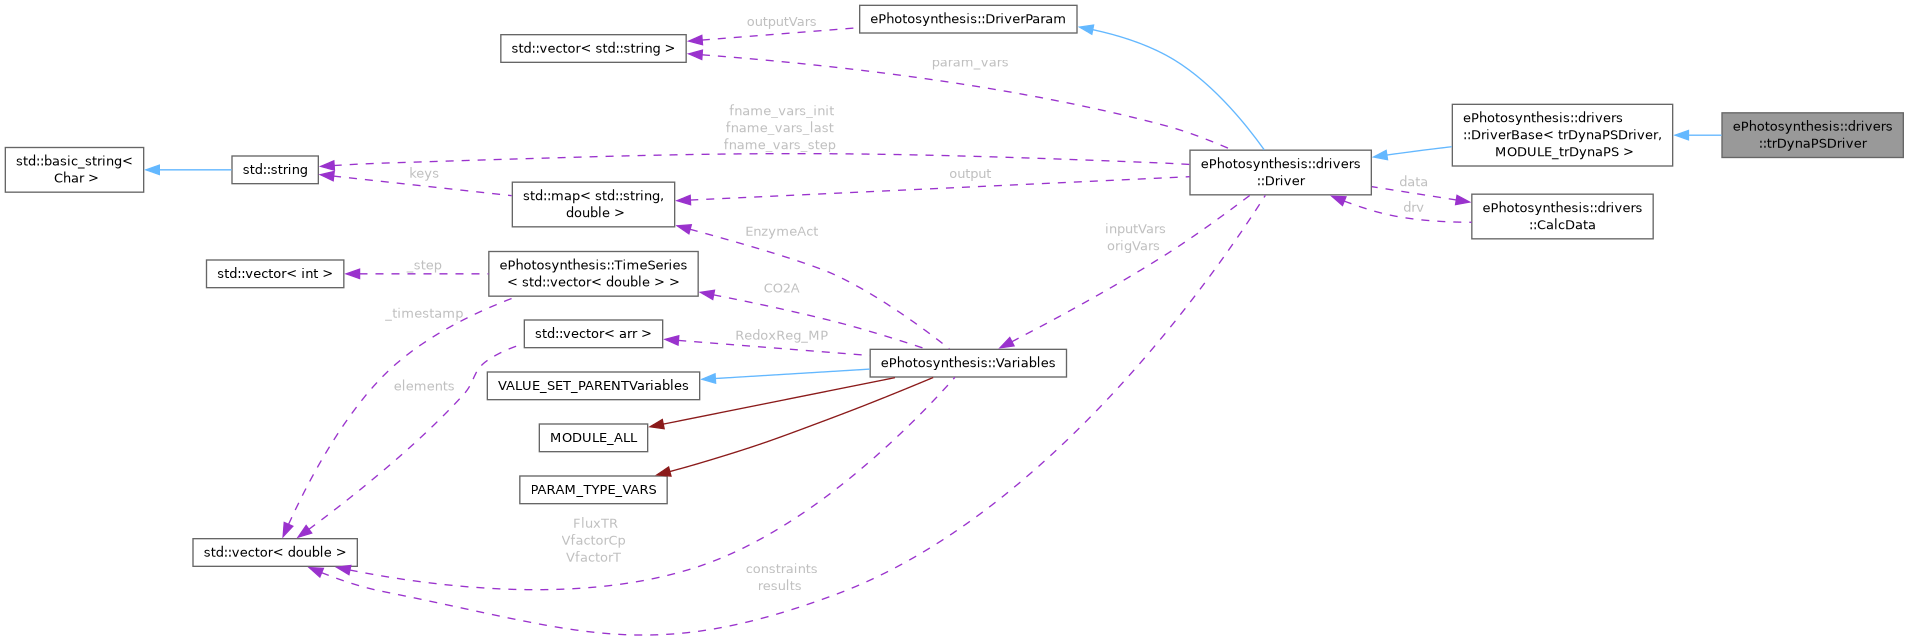 ePhotosynthesis::DriverParam
outputVars
std::vector< std::string >
param_vars
fname_vars_init
fname_vars_last
fname_vars_step
ePhotosynthesis::drivers
::DriverBase< trDynaPSDriver,
MODULE_trDynaPS >
ePhotosynthesis::drivers
::trDynaPSDriver
std::basic_string<
Char >
std::string
keys
output
ePhotosynthesis::drivers
::Driver
data
drv
std::map< std::string,
double >
ePhotosynthesis::drivers
::CalcData
EnzymeAct
inputVars
origVars
std::vector< int >
_step
ePhotosynthesis::TimeSeries
< std::vector< double > >
CO2A
_timestamp
std::vector< arr >
RedoxReg_MP
ePhotosynthesis::Variables
elements
VALUE_SET_PARENTVariables
MODULE_ALL
PARAM_TYPE_VARS
FluxTR
VfactorCp
VfactorT
std::vector< double >
constraints
results